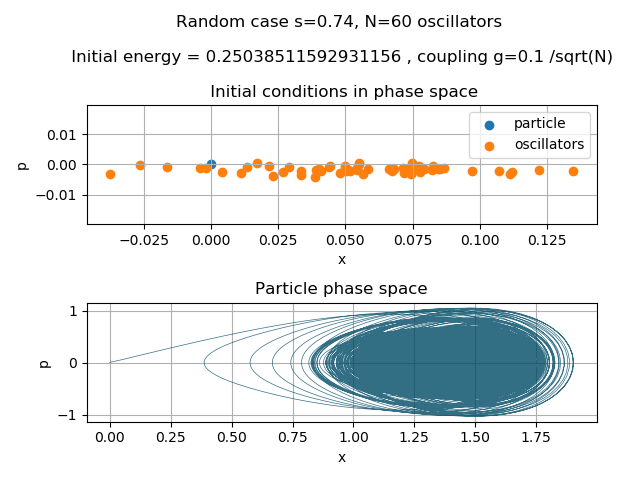 Random case s=0.74, N=60 oscillators
Initial energy = 0.25038511592931156 , coupling g=0.1 /sqrt(N)
Initial conditions in phase space
particle
oscillators
0.01
0.00
−0.01
p
−0.025 0.000 0.025 0.050 0.075 0.100 0.125
x
Particle phase space
1
0
−1
p
0.00 0.25 0.50 0.75 1.00 1.25 1.50 1.75
x